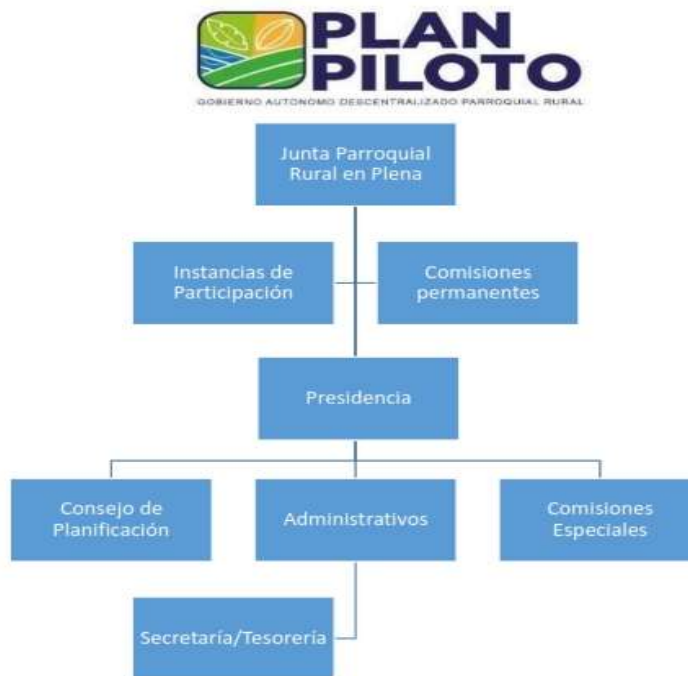 PLAN
PILOTO
GOBIERNO AUTONOMO DESCENTRALIZADO PARROQUIAL RURAL
Junta Parroquial
Rural en Plena
Instancias de
Participación
Comisiones
permanentes
Presidencia
Consejo de
Planificación
Administrativos
Comisiones
Especiales
Secretaría/Tesorería